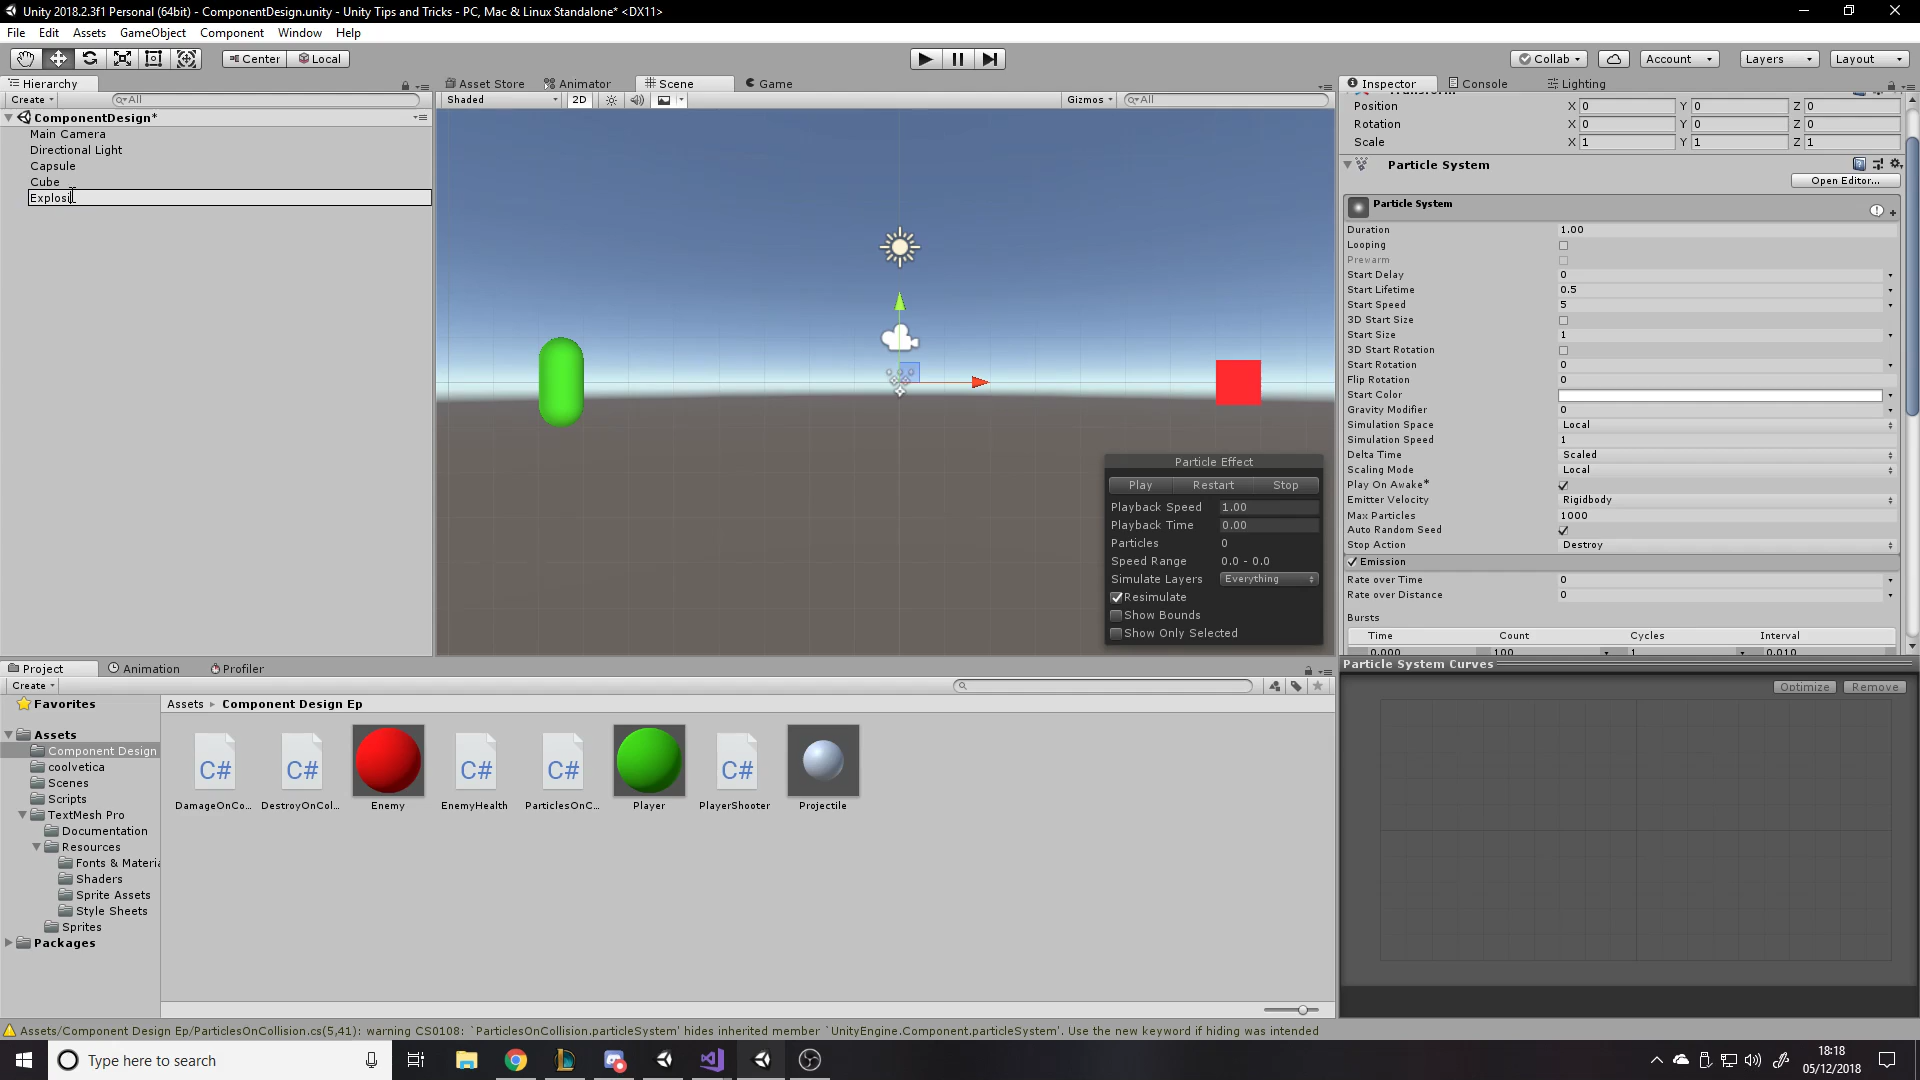 Unity 2018.2.3f1 Personal (64bit) - ComponentDesign.unity - Unity Tips and Tricks - PC, Mac & Linux Standalone* <DX11>
File Edit Assets GameObject Component Window Help
Center Local Collab Account Layers Layout
Hierarchy Asset Store Animator Scene Game Inspector Console Lighting
Create All Shaded 2D Gizmos All
ComponentDesign*
Main Camera
Directional Light
Capsule
Cube
Explosi
Position X 0 Y 0 Z 0
Rotation X 0 Y 0 Z 0
Scale X 1 Y 1 Z 1
Particle System
Open Editor...
Particle System
Duration 1.00
Looping
Prewarm
Start Delay 0
Start Lifetime 0.5
Start Speed 5
3D Start Size
Start Size 1
3D Start Rotation
Start Rotation 0
Flip Rotation 0
Start Color
Gravity Modifier 0
Simulation Space Local
Simulation Speed 1
Delta Time Scaled
Scaling Mode Local
Play On Awake*
Emitter Velocity Rigidbody
Max Particles 1000
Auto Random Seed
Stop Action Destroy
Emission
Rate over Time 0
Rate over Distance 0
Bursts
Time Count Cycles Interval
0.000 100 1 0.010
Particle System Curves
Optimize Remove
Particle Effect
Play Restart Stop
Playback Speed 1.00
Playback Time 0.00
Particles 0
Speed Range 0.0 - 0.0
Simulate Layers Everything
Resimulate
Show Bounds
Show Only Selected
Project Animation Profiler
Create
Favorites
Assets
Component Design
coolvetica
Scenes
Scripts
TextMesh Pro
Documentation
Resources
Fonts & Materia
Shaders
Sprite Assets
Style Sheets
Sprites
Packages
Assets ▸ Component Design Ep
C# C# C# C# C#
DamageOnCo... DestroyOnCol... Enemy EnemyHealth ParticlesOnC... Player PlayerShooter Projectile
Assets/Component Design Ep/ParticlesOnCollision.cs(5,41): warning CS0108: `ParticlesOnCollision.particleSystem' hides inherited member `UnityEngine.Component.particleSystem'. Use the new keyword if hiding was intended
Type here to search
18:18
05/12/2018